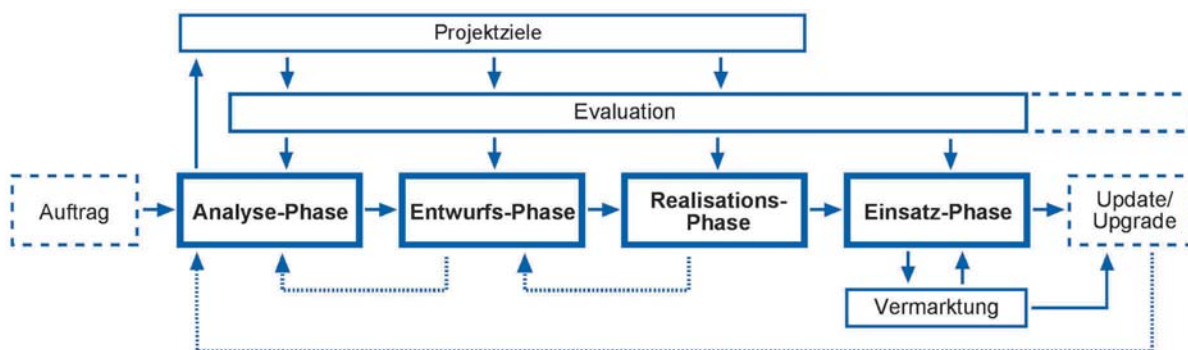 Projektziele
Evaluation
Auftrag
Analyse-Phase
Entwurfs-Phase
Realisations-
Phase
Einsatz-Phase
Update/
Upgrade
Vermarktung